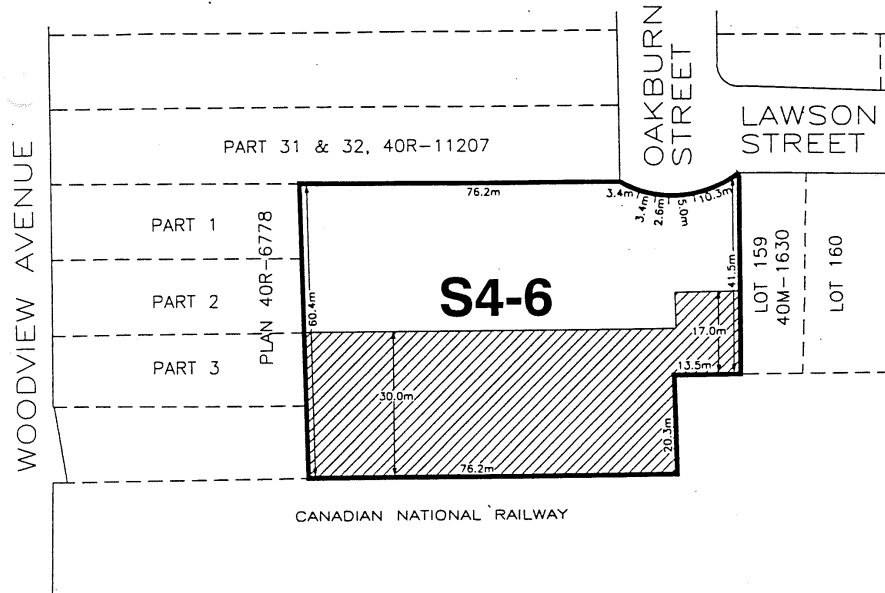 OAKBURN
STREET
LAWSON
STREET
WOODVIEW AVENUE
PART 31 & 32, 40R-11207
76.2m
3.4m
3.4m
2.6m
5.0m
10.3m
PART 1
PLAN 40R-6778
60.4m
S4-6
41.5m
LOT 159
40M-1630
LOT 160
PART 2
17.0m
PART 3
13.5m
30.0m
20.3m
76.2m
CANADIAN NATIONAL RAILWAY